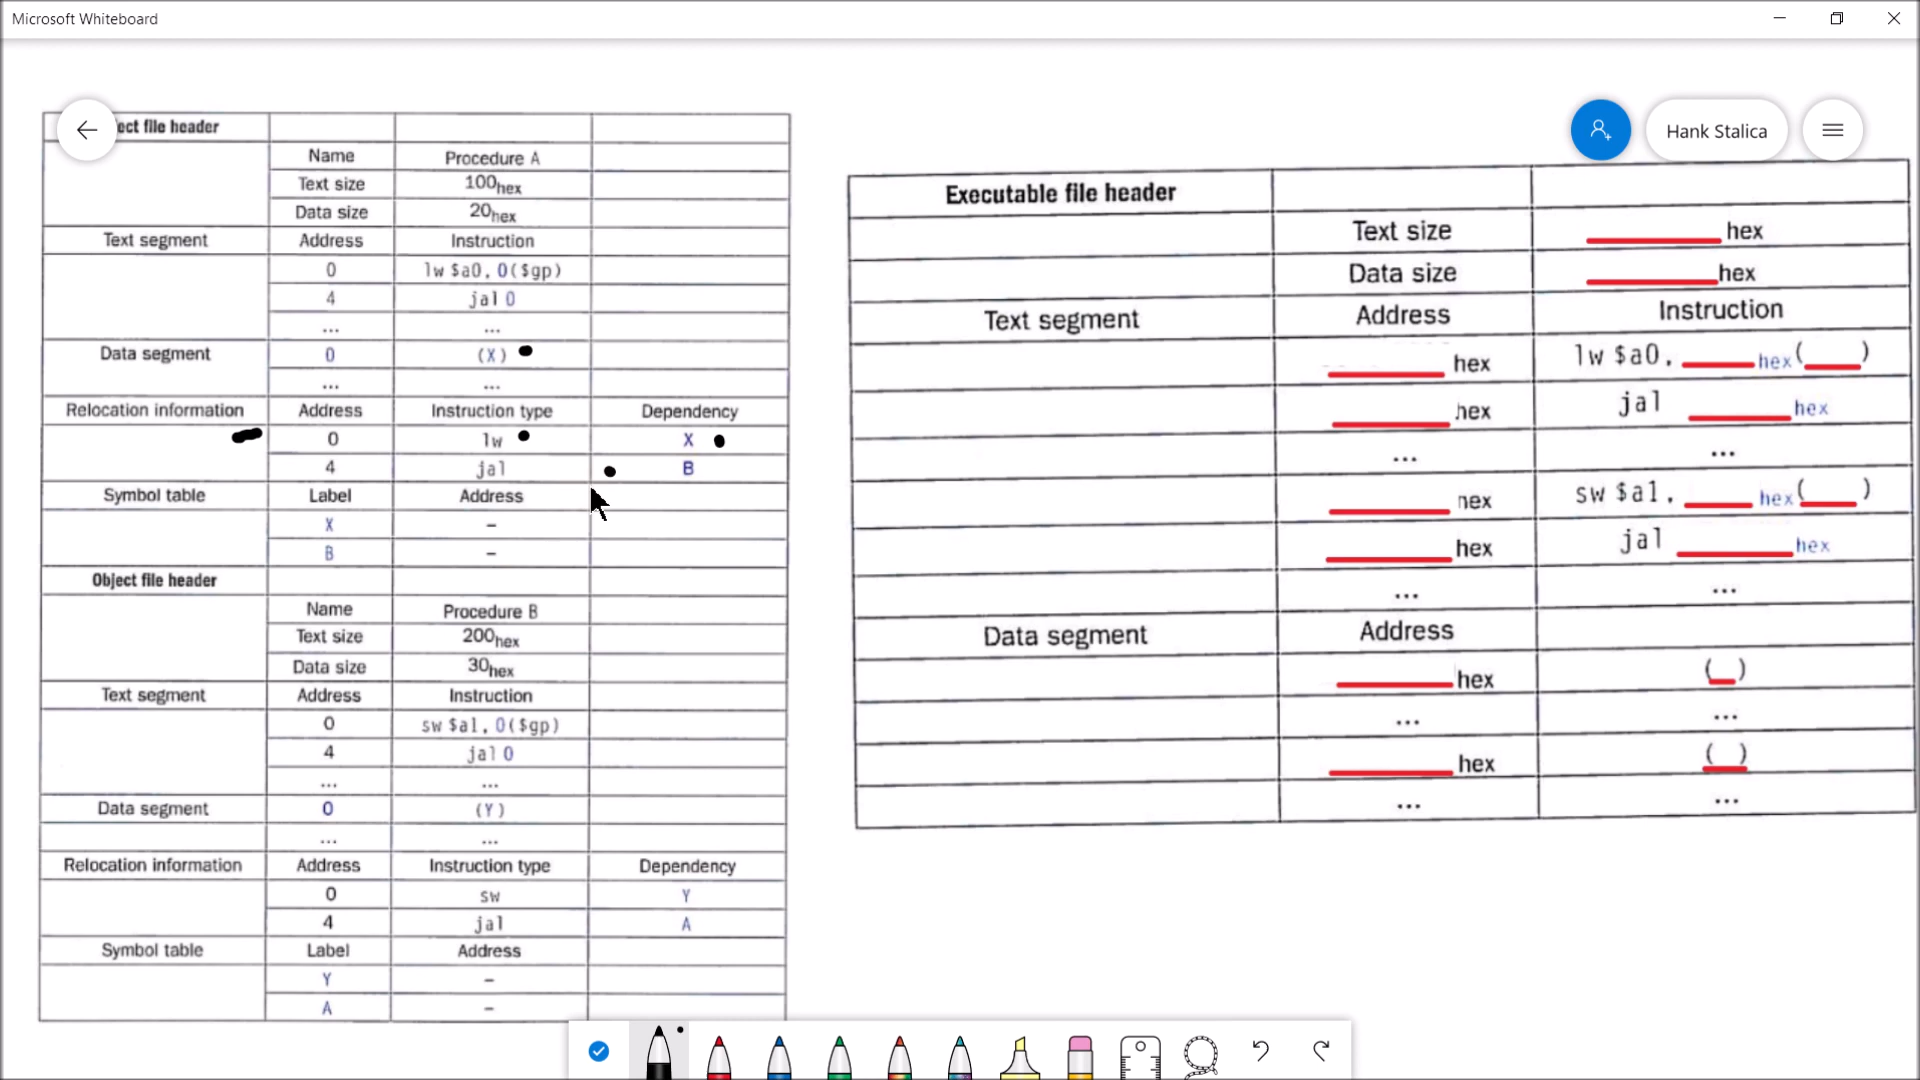 Microsoft Whiteboard
Hank Stalica
ect file header
Name Procedure A
Text size 100hex
Data size 20hex
Text segment Address Instruction
0 lw $a0, 0($gp)
4 jal 0
... ...
Data segment 0 (X)
... ...
Relocation information Address Instruction type Dependency
0 lw X
4 jal B
Symbol table Label Address
X –
B –
Object file header
Name Procedure B
Text size 200hex
Data size 30hex
Text segment Address Instruction
0 sw $a1, 0($gp)
4 jal 0
... ...
Data segment 0 (Y)
... ...
Relocation information Address Instruction type Dependency
0 sw Y
4 jal A
Symbol table Label Address
Y –
A –
Executable file header
Text size hex
Data size hex
Text segment Address Instruction
hex lw $a0, hex( )
hex jal hex
... ...
hex sw $a1, hex( )
hex jal hex
... ...
Data segment Address
hex ( )
... ...
hex ( )
... ...